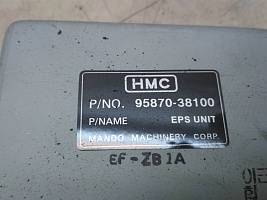 HMC
P/NO. 95870-38100
P/NAME EPS UNIT
MANDO MACHINERY CORP.
EF-ZB1A